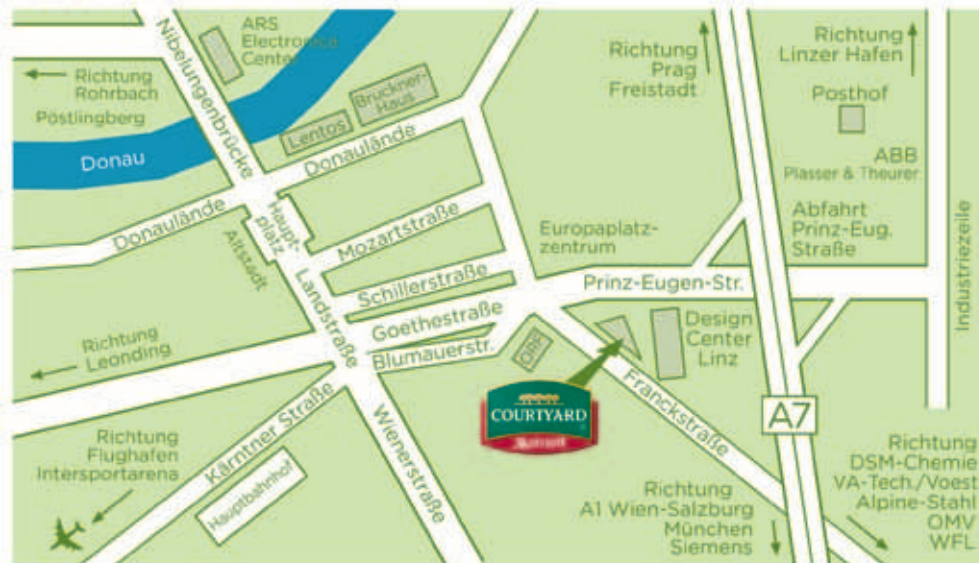 Nibelungenbrücke
ARS
Electronica
Center
Richtung
Rohrbach
Pöstlingberg
Donau
Lentos
Bruckner-
Haus
Donaulände
Donaulände
Haupt-
platz
Altstadt
Mozartstraße
Landstraße
Schillerstraße
Goethestraße
Blumauerstr.
Richtung
Leonding
Kärntner Straße
Wienerstraße
Hauptbahnhof
Richtung
Flughafen
Intersportarena
Richtung
Prag
Freistadt
Richtung
Linzer Hafen
Posthof
ABB
Plasser & Theurer
Abfahrt
Prinz-Eug.
Straße
Industriezeile
Europaplatz-
zentrum
Prinz-Eugen-Str.
ORF
Design
Center
Linz
Franckstraße
COURTYARD
Marriott
A7
Richtung
A1 Wien-Salzburg
München
Siemens
Richtung
DSM-Chemie
VA-Tech./Voest
Alpine-Stahl
OMV
WFL